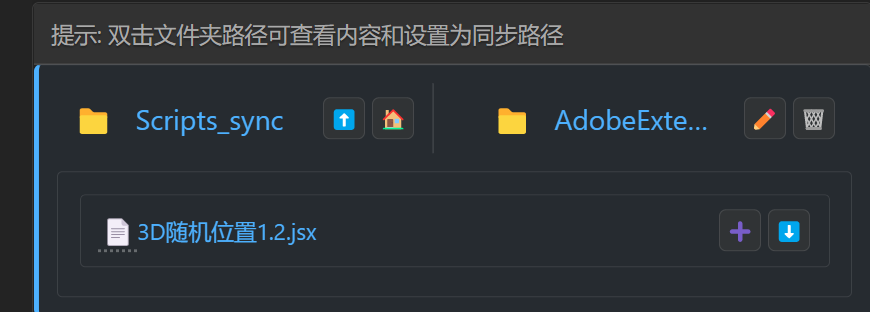 提示: 双击文件夹路径可查看内容和设置为同步路径
Scripts_sync
AdobeExte...
3D随机位置1.2.jsx